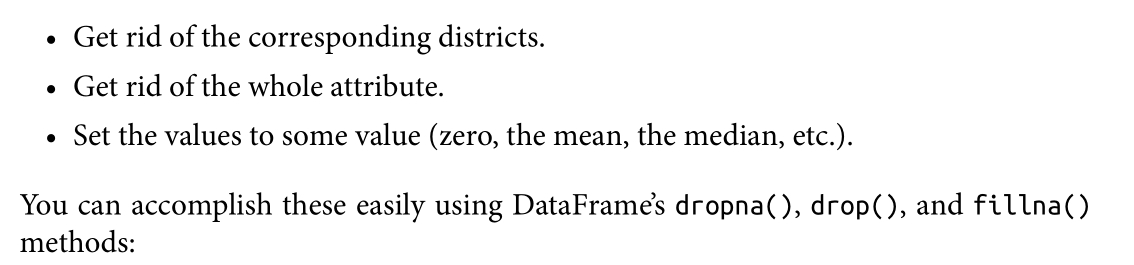 • Get rid of the corresponding districts.
• Get rid of the whole attribute.
• Set the values to some value (zero, the mean, the median, etc.).
You can accomplish these easily using DataFrame’s dropna(), drop(), and fillna()
methods: